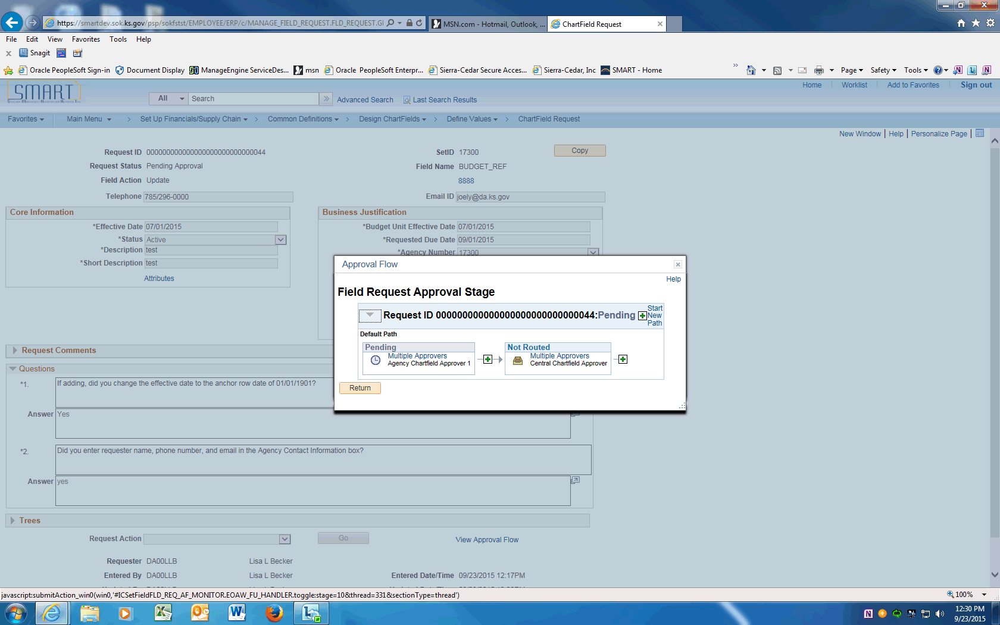 https://smartdev.sok.ks.gov/psp/sokfstst/EMPLOYEE/ERP/c/MANAGE_FIELD_REQUEST.FLD_REQUEST.GI
MSN.com - Hotmail, Outlook, ...
ChartField Request
File Edit View Favorites Tools Help
x Snagit
Oracle PeopleSoft Sign-in Document Display ManageEngine ServiceDes... msn Oracle PeopleSoft Enterpr... Sierra-Cedar Secure Acces... Sierra-Cedar, Inc SMART - Home Page Safety Tools
SMART
Home Worklist Add to Favorites Sign out
All Search Advanced Search Last Search Results
Favorites Main Menu Set Up Financials/Supply Chain Common Definitions Design ChartFields Define Values ChartField Request
New Window | Help | Personalize Page
Request ID 0000000000000000000000000000044 SetID 17300 Copy
Request Status Pending Approval Field Name BUDGET_REF
Field Action Update 8888
Telephone 785/296-0000 Email ID joely@da.ks.gov
Core Information Business Justification
*Effective Date 07/01/2015 *Budget Unit Effective Date 07/01/2015
*Status Active *Requested Due Date 09/01/2015
*Description test *Agency Number 17300
*Short Description test
Attributes
Approval Flow
Help
Field Request Approval Stage
Request ID 0000000000000000000000000000044:Pending Start New Path
Default Path
Pending Not Routed
Multiple Approvers Multiple Approvers
Agency Chartfield Approver 1 Central Chartfield Approver
Return
Request Comments
Questions
*1. If adding, did you change the effective date to the anchor row date of 01/01/1901?
Answer Yes
*2. Did you enter requester name, phone number, and email in the Agency Contact Information box?
Answer yes
Trees
Request Action Go View Approval Flow
Requester DA00LLB Lisa L Becker
Entered By DA00LLB Lisa L Becker Entered Date/Time 09/23/2015 12:17PM
javascript:submitAction_win0(win0,'#ICSetFieldFLD_REQ_AF_MONITOR.EOAW_FU_HANDLER.toggle:stage=10&thread=331&sectionType=thread')
100%
12:30 PM
9/23/2015